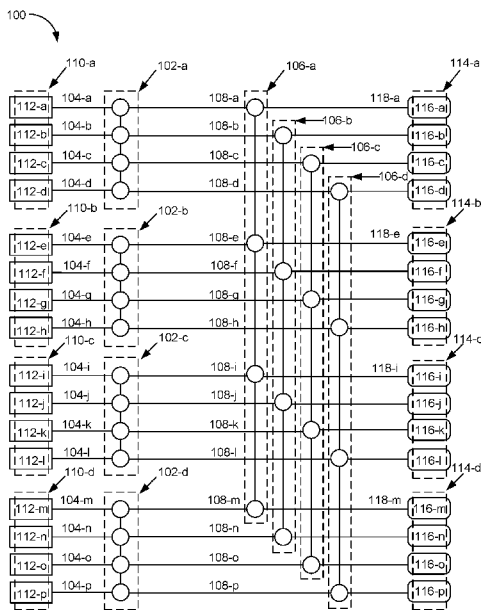 100
110-a 102-a 106-a 114-a
112-a 104-a 108-a 118-a 116-a
112-b 104-b 108-b 106-b 116-b
112-c 104-c 108-c 106-c 116-c
112-d 104-d 108-d 106-d 116-d
110-b 102-b 114-b
112-e 104-e 108-e 118-e 116-e
112-f 104-f 108-f 116-f
112-g 104-g 108-g 116-g
112-h 104-h 108-h 116-h
110-c 102-c 114-c
112-i 104-i 108-i 118-i 116-i
112-j 104-j 108-j 116-j
112-k 104-k 108-k 116-k
112-l 104-l 108-l 116-l
110-d 102-d 114-d
112-m 104-m 108-m 118-m 116-m
112-n 104-n 108-n 116-n
112-o 104-o 108-o 116-o
112-p 104-p 108-p 116-p